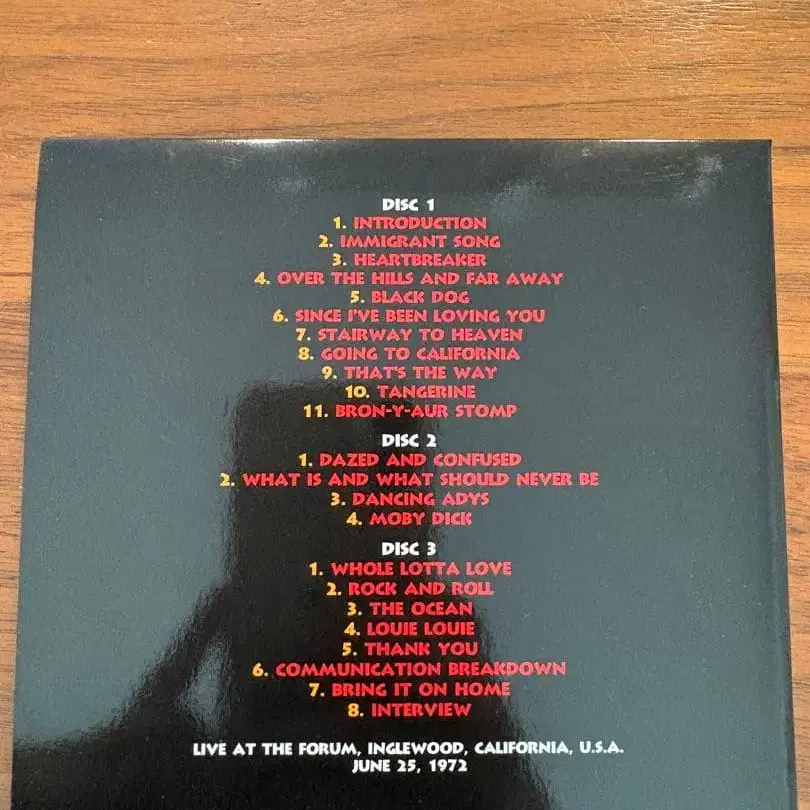 DISC 1
1. INTRODUCTION
2. IMMIGRANT SONG
3. HEARTBREAKER
4. OVER THE HILLS AND FAR AWAY
5. BLACK DOG
6. SINCE I'VE BEEN LOVING YOU
7. STAIRWAY TO HEAVEN
8. GOING TO CALIFORNIA
9. THAT'S THE WAY
10. TANGERINE
11. BRON-Y-AUR STOMP
DISC 2
1. DAZED AND CONFUSED
2. WHAT IS AND WHAT SHOULD NEVER BE
3. DANCING ADYS
4. MOBY DICK
DISC 3
1. WHOLE LOTTA LOVE
2. ROCK AND ROLL
3. THE OCEAN
4. LOUIE LOUIE
5. THANK YOU
6. COMMUNICATION BREAKDOWN
7. BRING IT ON HOME
8. INTERVIEW
LIVE AT THE FORUM, INGLEWOOD, CALIFORNIA, U.S.A.
JUNE 25, 1972